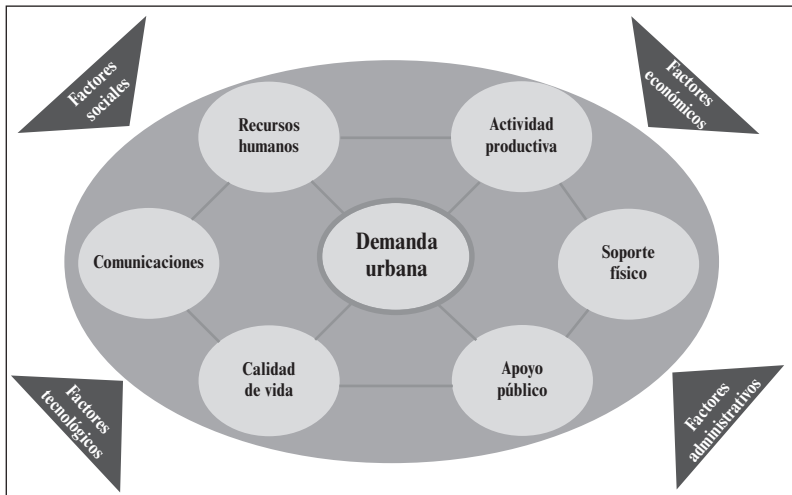 Factores
sociales
Factores
económicos
Recursos
humanos
Actividad
productiva
Comunicaciones
Demanda
urbana
Soporte
físico
Calidad
de vida
Apoyo
público
Factores
tecnológicos
Factores
administrativos